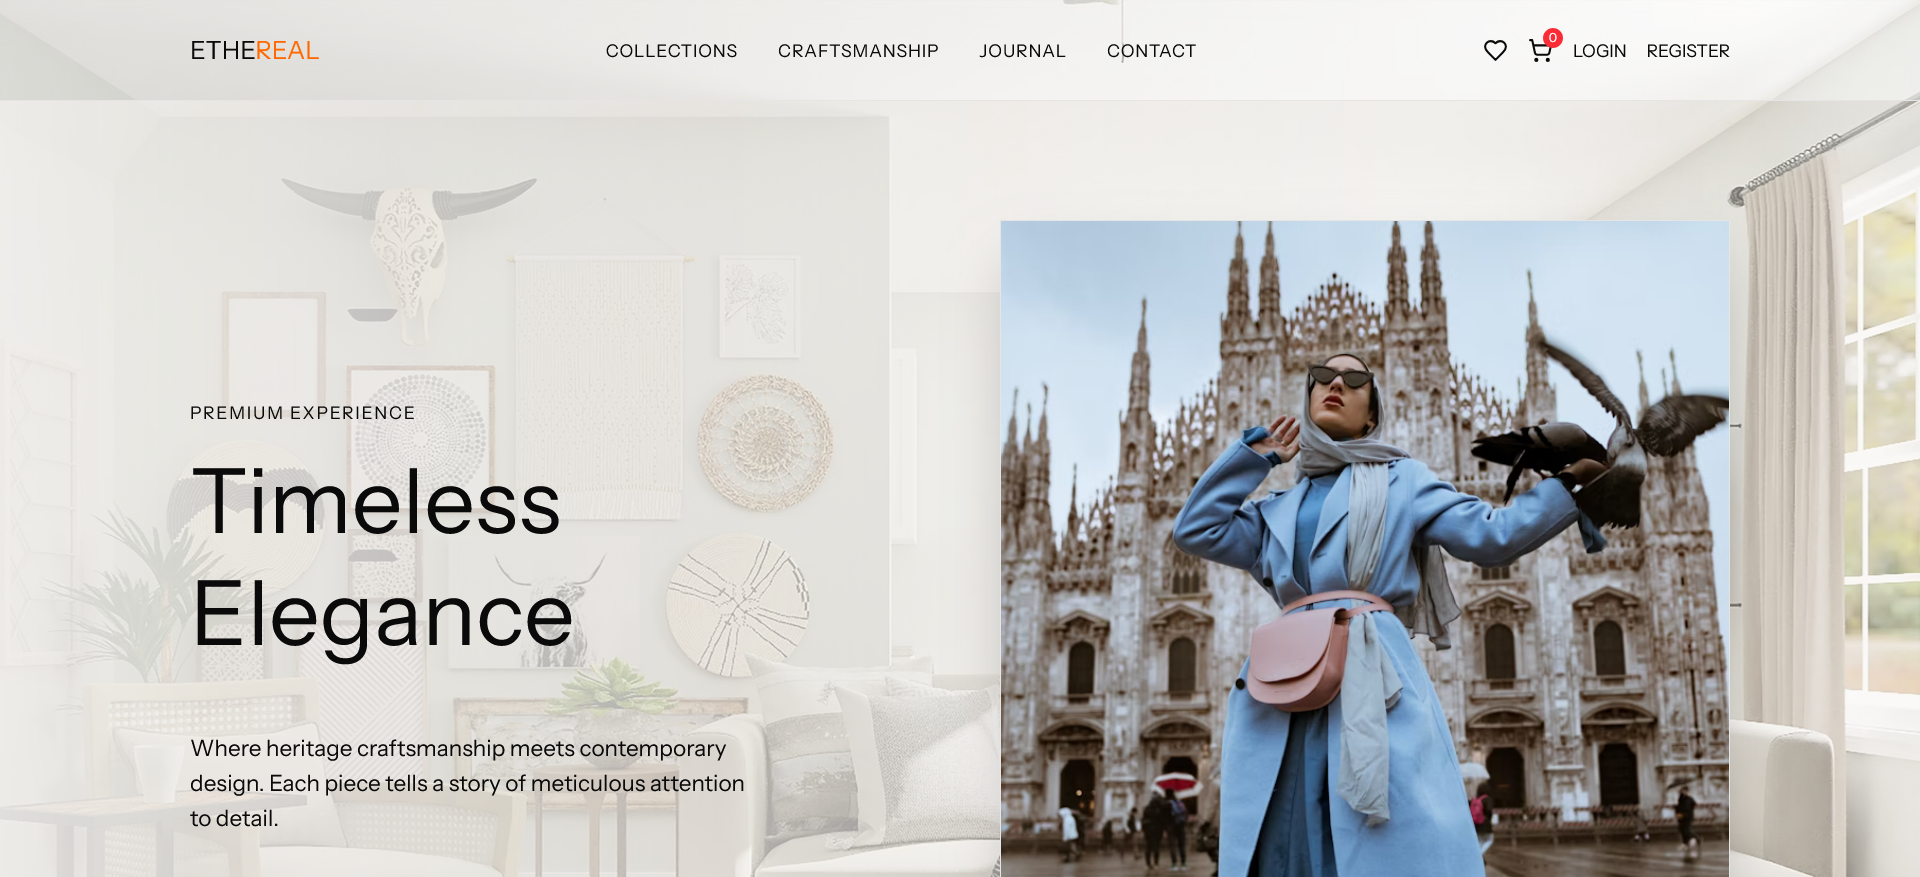 ETHEREAL
COLLECTIONS
CRAFTSMANSHIP
JOURNAL
CONTACT
0
LOGIN
REGISTER
PREMIUM EXPERIENCE
Timeless
Elegance
Where heritage craftsmanship meets contemporary
design. Each piece tells a story of meticulous attention
to detail.